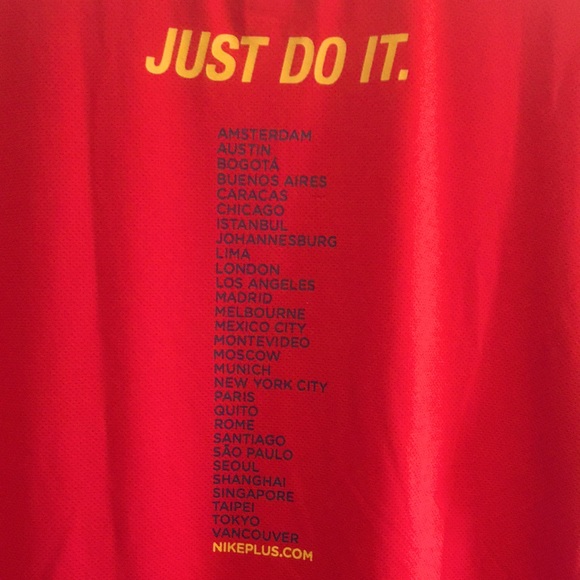 JUST DO IT.
AMSTERDAM
AUSTIN
BOGOTÁ
BUENOS AIRES
CARACAS
CHICAGO
ISTANBUL
JOHANNESBURG
LIMA
LONDON
LOS ANGELES
MADRID
MELBOURNE
MEXICO CITY
MONTEVIDEO
MOSCOW
MUNICH
NEW YORK CITY
PARIS
QUITO
ROME
SANTIAGO
SÃO PAULO
SEOUL
SHANGHAI
SINGAPORE
TAIPEI
TOKYO
VANCOUVER
NIKEPLUS.COM